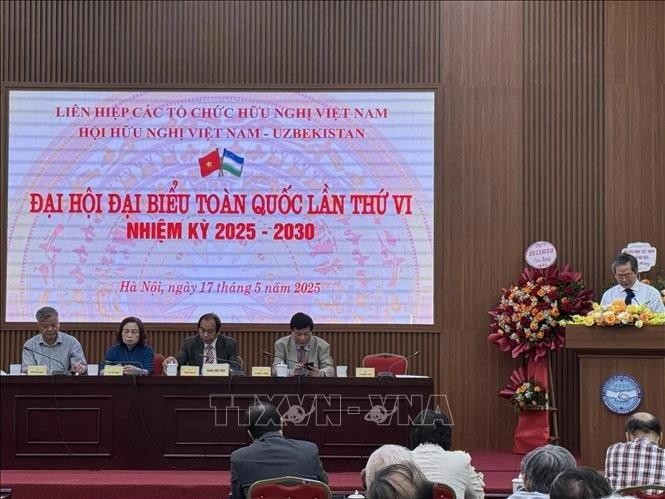 LIÊN HIỆP CÁC TỔ CHỨC HỮU NGHỊ VIỆT NAM
HỘI HỮU NGHỊ VIỆT NAM - UZBEKISTAN
ĐẠI HỘI ĐẠI BIỂU TOÀN QUỐC LẦN THỨ VI
NHIỆM KỲ 2025 - 2030
Hà Nội, ngày 17 tháng 5 năm 2025
TTXVN - VNA